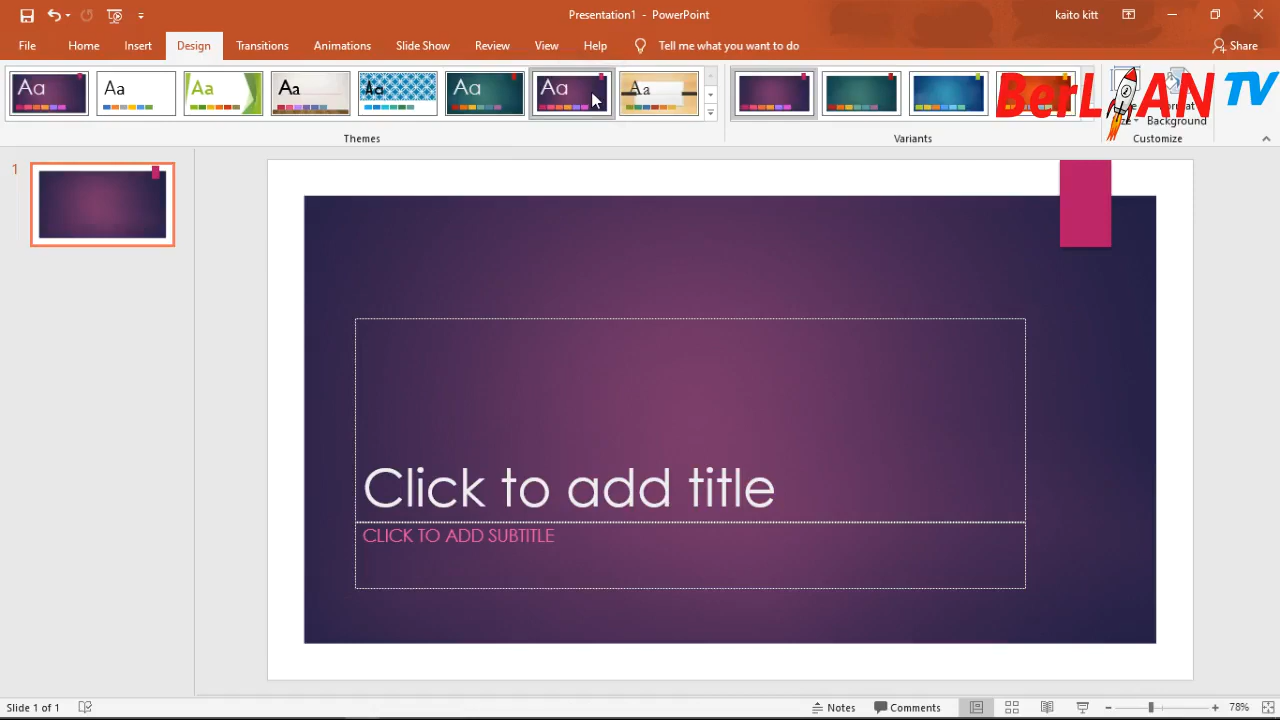 Presentation1 - PowerPoint
kaito kitt
File Home Insert Design Transitions Animations Slide Show Review View Help Tell me what you want to do Share
Aa Aa Aa Aa Aa Aa Aa Aa
BerLIAN TV
Background
Themes Variants Customize
1
Click to add title
CLICK TO ADD SUBTITLE
Slide 1 of 1 Notes Comments 78%